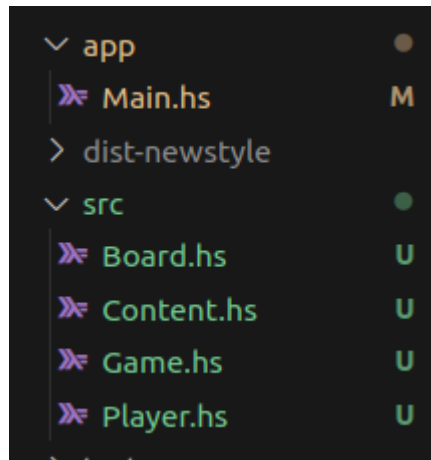 app
Main.hs M
dist-newstyle
src
Board.hs U
Content.hs U
Game.hs U
Player.hs U